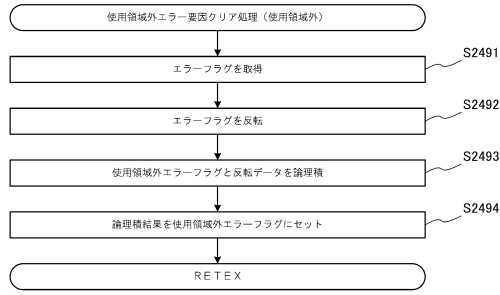 使用領域外エラー要因クリア処理（使用領域外）
S2491
エラーフラグを取得
S2492
エラーフラグを反転
S2493
使用領域外エラーフラグと反転データを論理積
S2494
論理積結果を使用領域外エラーフラグにセット
ＲＥＴＥＸ